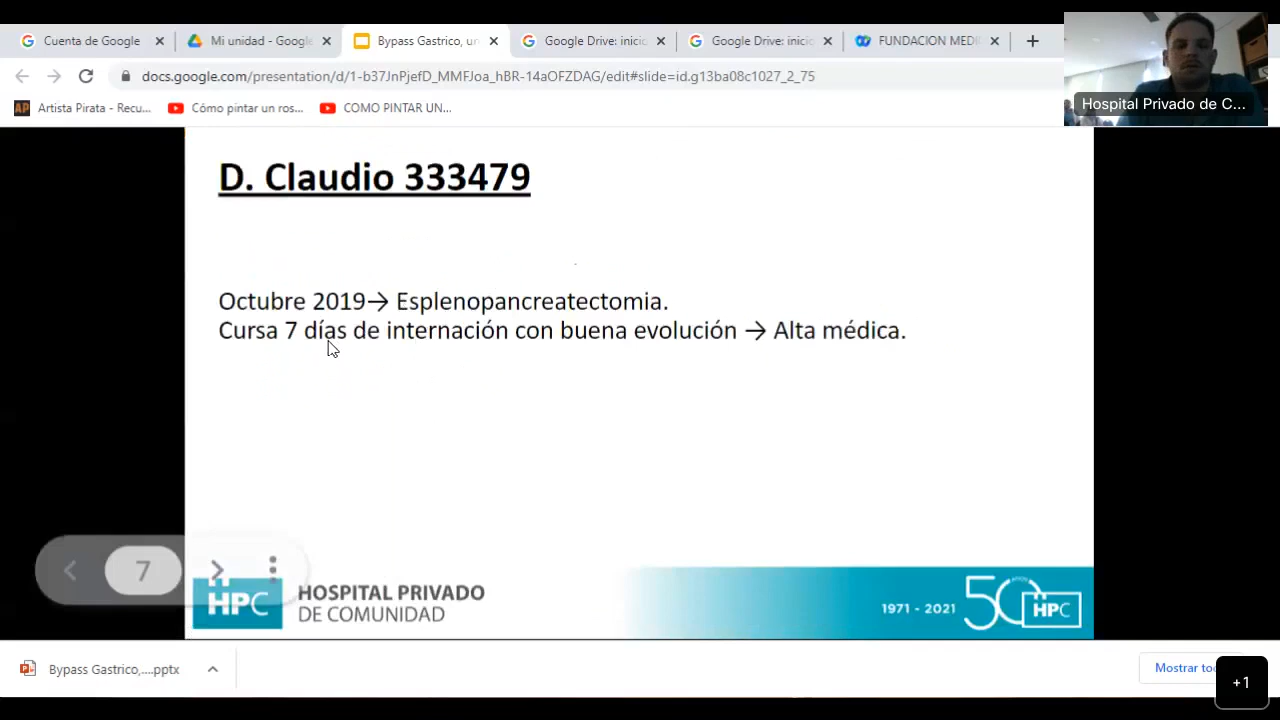 Cuenta de Google
Mi unidad - Google
Bypass Gastrico, un
Google Drive: inicio
Google Drive: inicio
FUNDACION MEDI
docs.google.com/presentation/d/1-b37JnPjefD_MMFJoa_hBR-14aOFZDAG/edit#slide=id.g13ba08c1027_2_75
Hospital Privado de C...
AP Artista Pirata - Recu...
Cómo pintar un ros...
COMO PINTAR UN...
D. Claudio 333479
Octubre 2019→ Esplenopancreatectomia.
Cursa 7 días de internación con buena evolución → Alta médica.
7
HPC
HOSPITAL PRIVADO
DE COMUNIDAD
1971 - 2021
50 AÑOS
HPC
Bypass Gastrico,....pptx
Mostrar
+1